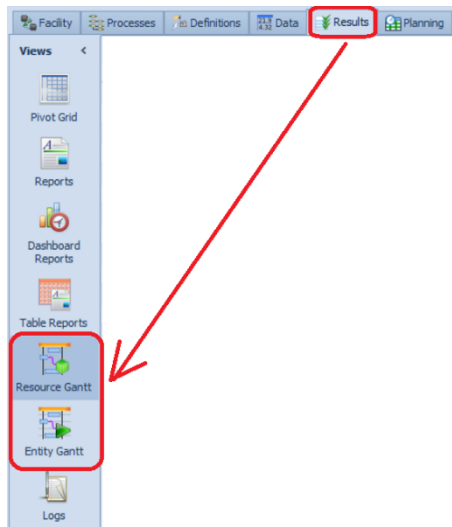 Facility Processes Definitions Data Results Planning
Views <
Pivot Grid
Reports
Dashboard
Reports
Table Reports
Resource Gantt
Entity Gantt
Logs